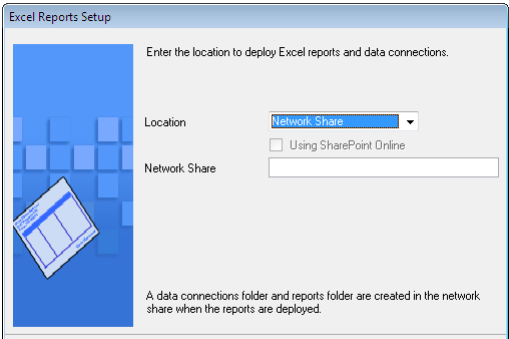 Excel Reports Setup
Enter the location to deploy Excel reports and data connections.
Location
Network Share
Using SharePoint Online
Network Share
A data connections folder and reports folder are created in the network
share when the reports are deployed.